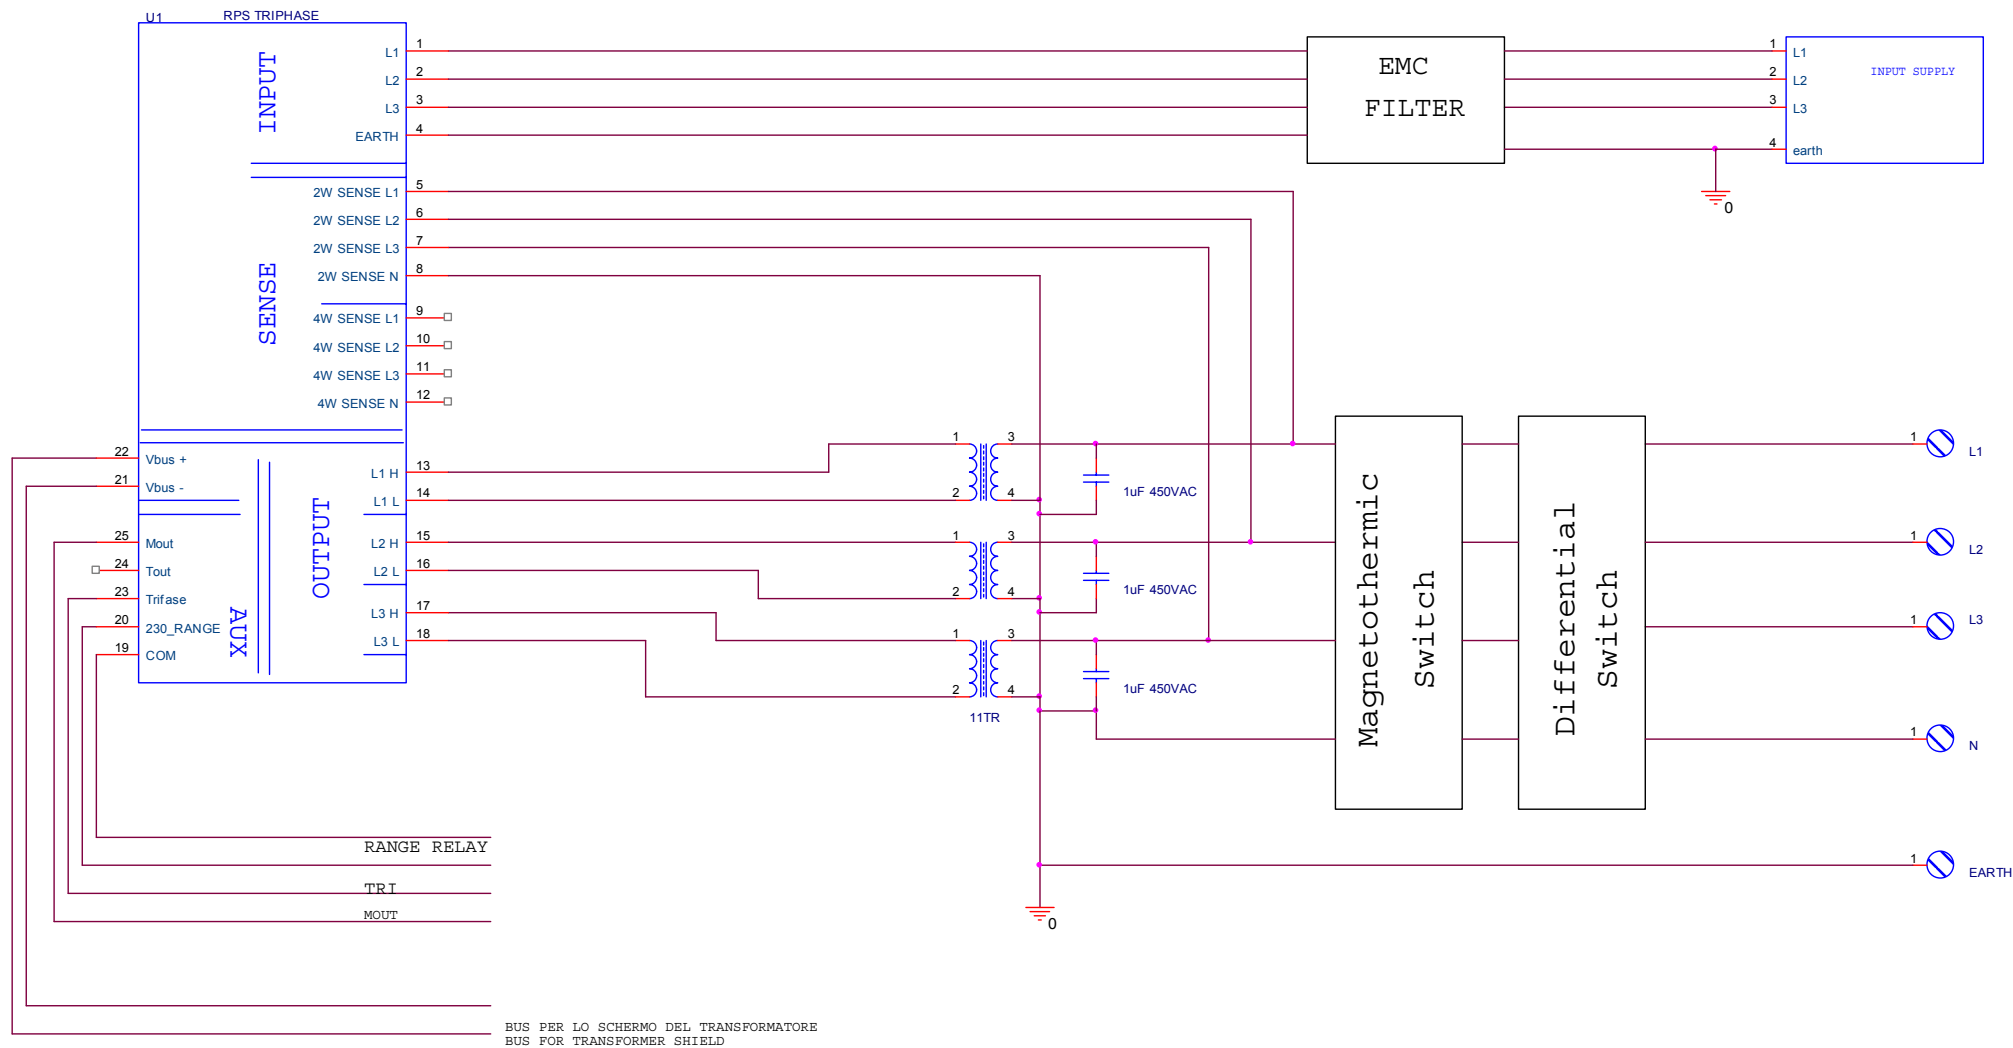 U1
RPS TRIPHASE
INPUT
L1 1
L2 2
L3 3
EARTH 4
SENSE
2W SENSE L1 5
2W SENSE L2 6
2W SENSE L3 7
2W SENSE N 8
4W SENSE L1 9
4W SENSE L2 10
4W SENSE L3 11
4W SENSE N 12
22 Vbus +
21 Vbus -
25 Mout
24 Tout
23 Trifase
20 230_RANGE
19 COM
AUX
OUTPUT
L1 H 13
L1 L 14
L2 H 15
L2 L 16
L3 H 17
L3 L 18
EMC
FILTER
1 L1
2 L2
3 L3
4 earth
INPUT SUPPLY
0
1 3
2 4
1uF 450VAC
1 3
2 4
1uF 450VAC
1 3
2 4
1uF 450VAC
11TR
Magnetothermic
Switch
Differential
Switch
1 L1
1 L2
1 L3
1 N
1 EARTH
0
RANGE RELAY
TRI
MOUT
BUS PER LO SCHERMO DEL TRANSFORMATORE
BUS FOR TRANSFORMER SHIELD